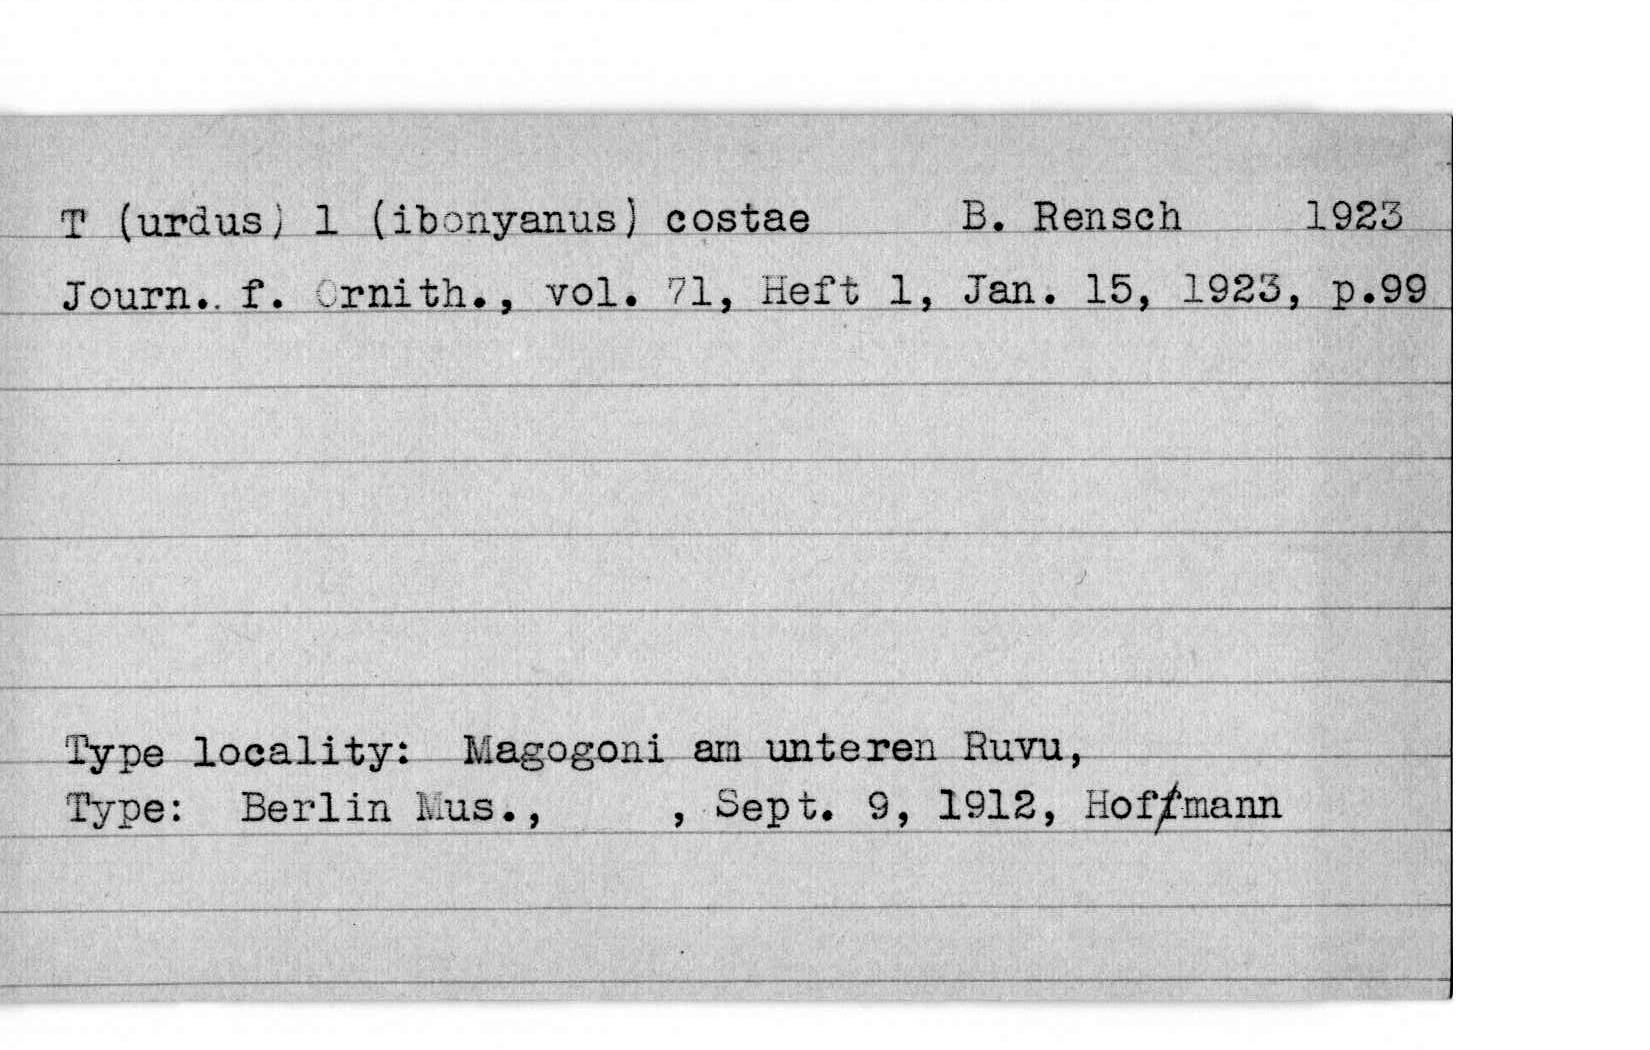 T (urdus) l (ibonyanus) costae B. Rensch 1923
Journ.. f. Ornith., vol. 71, Heft 1, Jan. 15, 1923, p.99
Type locality: Magogoni am unteren Ruvu,
Type: Berlin Mus., , Sept. 9, 1912, Hoffmann